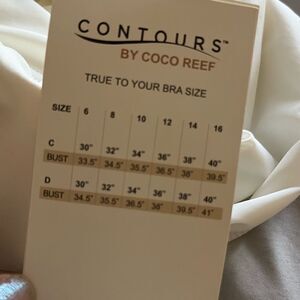 CONTOURS™
BY COCO REEF
TRUE TO YOUR BRA SIZE
SIZE 6 8 10 12 14 16
C 30" 32" 34" 36" 38" 40"
BUST 33.5" 34.5" 35.5" 36.5" 38" 39.5"
D 30" 32" 34" 36" 38" 40"
BUST 34.5" 35.5" 36.5" 38" 39.5" 41"